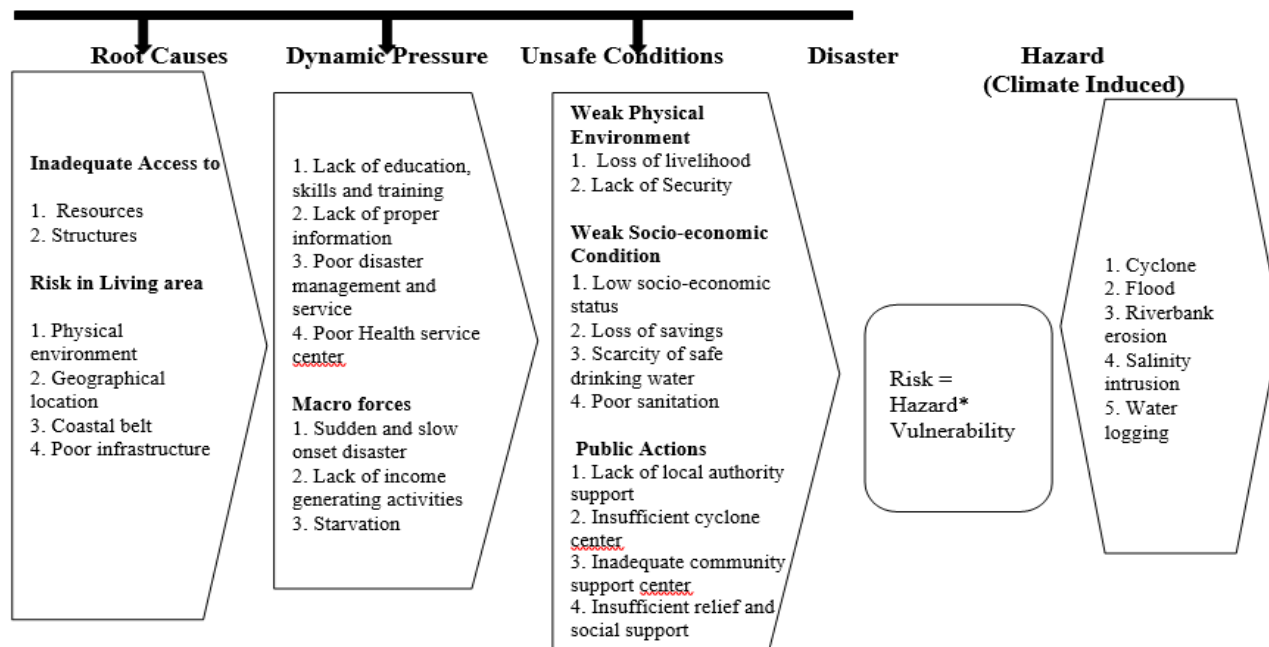 Root Causes
Dynamic Pressure
Unsafe Conditions
Disaster
Hazard
(Climate Induced)
Inadequate Access to
1. Resources
2. Structures
Risk in Living area
1. Physical
environment
2. Geographical
location
3. Coastal belt
4. Poor infrastructure
1. Lack of education,
skills and training
2. Lack of proper
information
3. Poor disaster
management and
service
4. Poor Health service
center
Macro forces
1. Sudden and slow
onset disaster
2. Lack of income
generating activities
3. Starvation
Weak Physical
Environment
1. Loss of livelihood
2. Lack of Security
Weak Socio-economic
Condition
1. Low socio-economic
status
2. Loss of savings
3. Scarcity of safe
drinking water
4. Poor sanitation
Public Actions
1. Lack of local authority
support
2. Insufficient cyclone
center
3. Inadequate community
support center
4. Insufficient relief and
social support
Risk =
Hazard*
Vulnerability
1. Cyclone
2. Flood
3. Riverbank
erosion
4. Salinity
intrusion
5. Water
logging